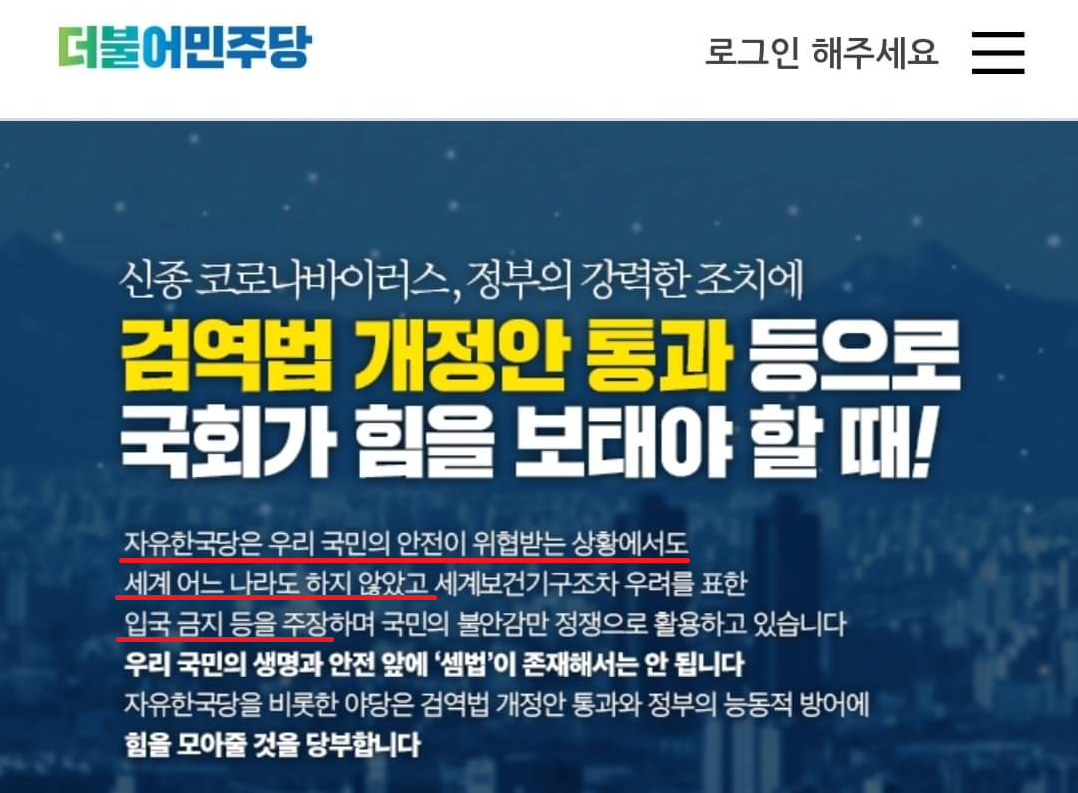 더불어민주당
로그인 해주세요
신종 코로나바이러스, 정부의 강력한 조치에
검역법 개정안 통과 등으로
국회가 힘을 보태야 할 때!
자유한국당은 우리 국민의 안전이 위협받는 상황에서도
세계 어느 나라도 하지 않았고 세계보건기구조차 우려를 표한
입국 금지 등을 주장하며 국민의 불안감만 정쟁으로 활용하고 있습니다
우리 국민의 생명과 안전 앞에 ‘셈법’이 존재해서는 안 됩니다
자유한국당을 비롯한 야당은 검역법 개정안 통과와 정부의 능동적 방어에
힘을 모아줄 것을 당부합니다